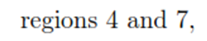 regions 4 and 7,